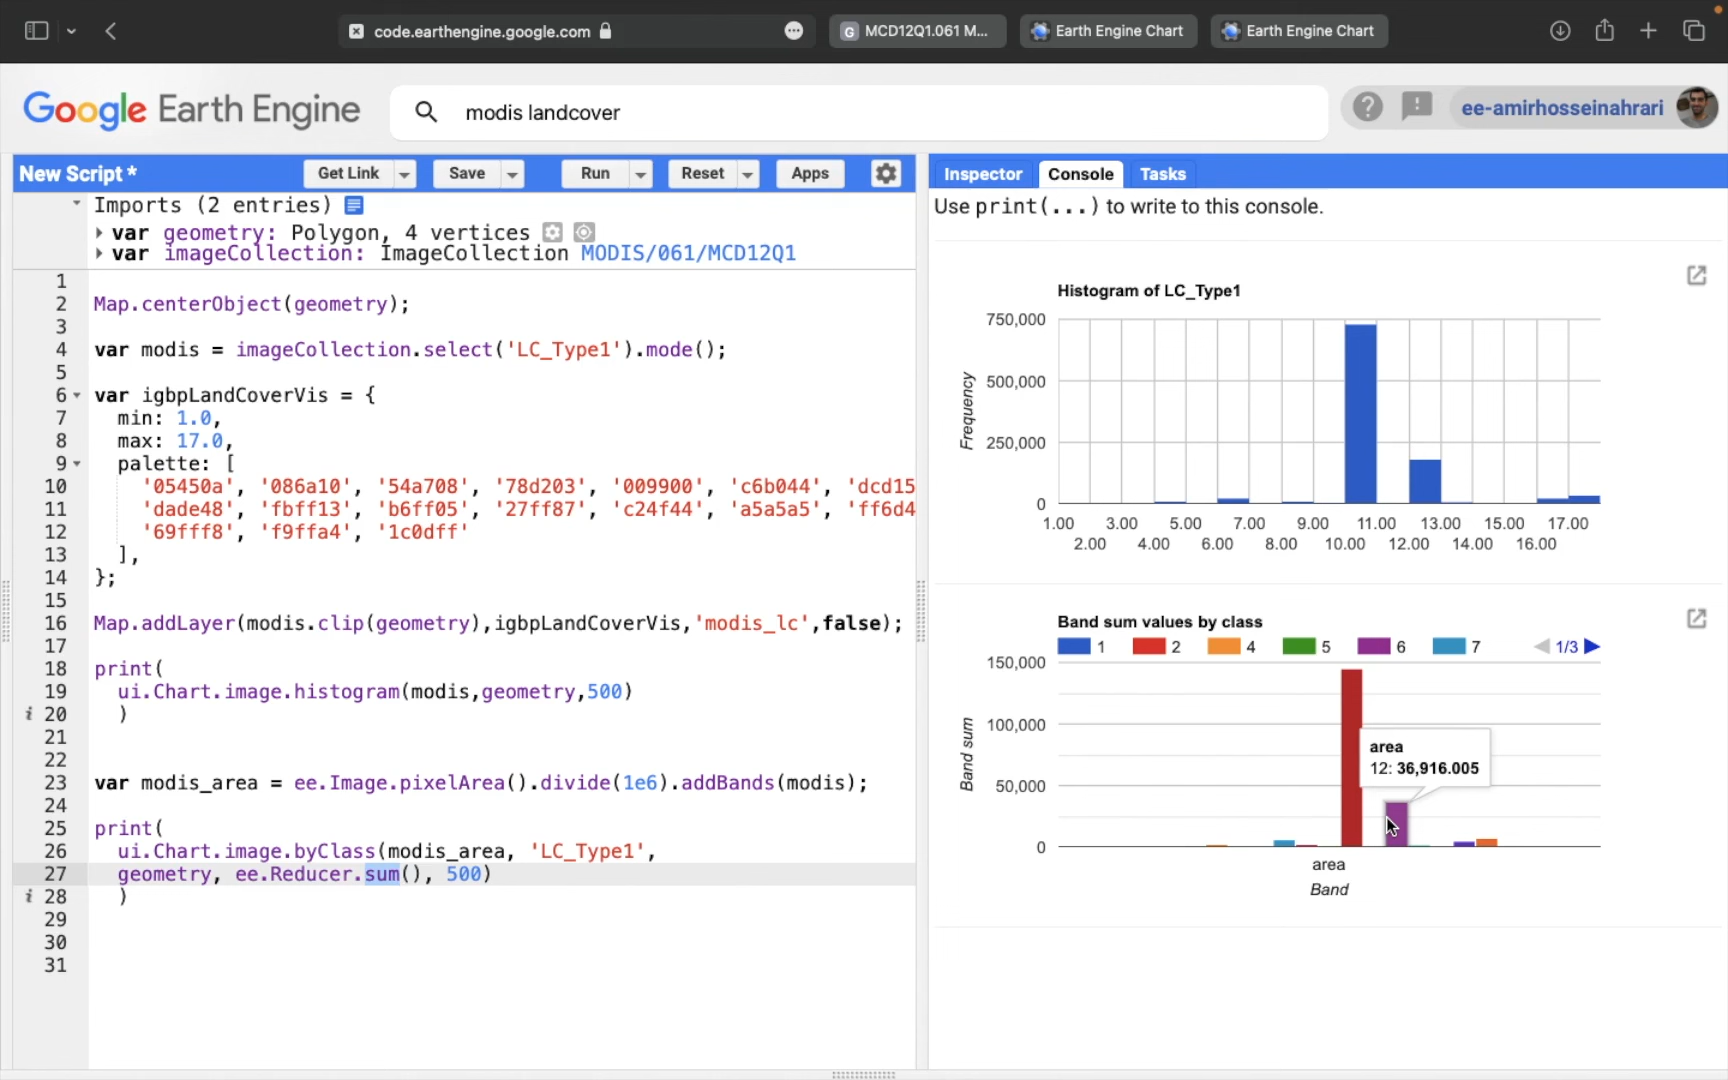 code.earthengine.google.com
G MCD12Q1.061 M...
Earth Engine Chart
Earth Engine Chart
Google Earth Engine
modis landcover
ee-amirhosseinahrari
New Script *
Get Link
Save
Run
Reset
Apps
Inspector
Console
Tasks
Imports (2 entries)
var geometry: Polygon, 4 vertices
var imageCollection: ImageCollection MODIS/061/MCD12Q1
1
2 Map.centerObject(geometry);
3
4 var modis = imageCollection.select('LC_Type1').mode();
5
6 var igbpLandCoverVis = {
7 min: 1.0,
8 max: 17.0,
9 palette: [
10 '05450a', '086a10', '54a708', '78d203', '009900', 'c6b044', 'dcd15
11 'dade48', 'fbff13', 'b6ff05', '27ff87', 'c24f44', 'a5a5a5', 'ff6d4
12 '69fff8', 'f9ffa4', '1c0dff'
13 ],
14 };
15
16 Map.addLayer(modis.clip(geometry),igbpLandCoverVis,'modis_lc',false);
17
18 print(
19 ui.Chart.image.histogram(modis,geometry,500)
i 20 )
21
22
23 var modis_area = ee.Image.pixelArea().divide(1e6).addBands(modis);
24
25 print(
26 ui.Chart.image.byClass(modis_area, 'LC_Type1',
27 geometry, ee.Reducer.sum(), 500)
i 28 )
29
30
31
Use print(...) to write to this console.
Histogram of LC_Type1
Frequency
750,000
500,000
250,000
0
1.00 3.00 5.00 7.00 9.00 11.00 13.00 15.00 17.00
2.00 4.00 6.00 8.00 10.00 12.00 14.00 16.00
Band sum values by class
1 2 4 5 6 7 1/3
Band sum
150,000
100,000
50,000
0
area
12: 36,916.005
area
Band